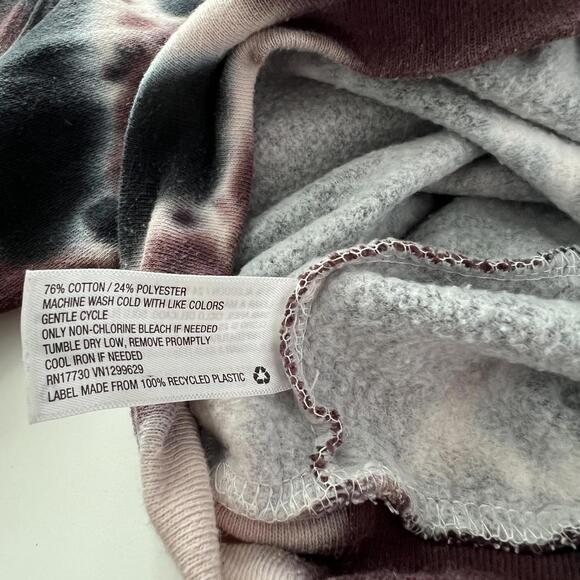 76% COTTON / 24% POLYESTER
MACHINE WASH COLD WITH LIKE COLORS
GENTLE CYCLE
ONLY NON-CHLORINE BLEACH IF NEEDED
TUMBLE DRY LOW, REMOVE PROMPTLY
COOL IRON IF NEEDED
RN17730 VN1299629
LABEL MADE FROM 100% RECYCLED PLASTIC